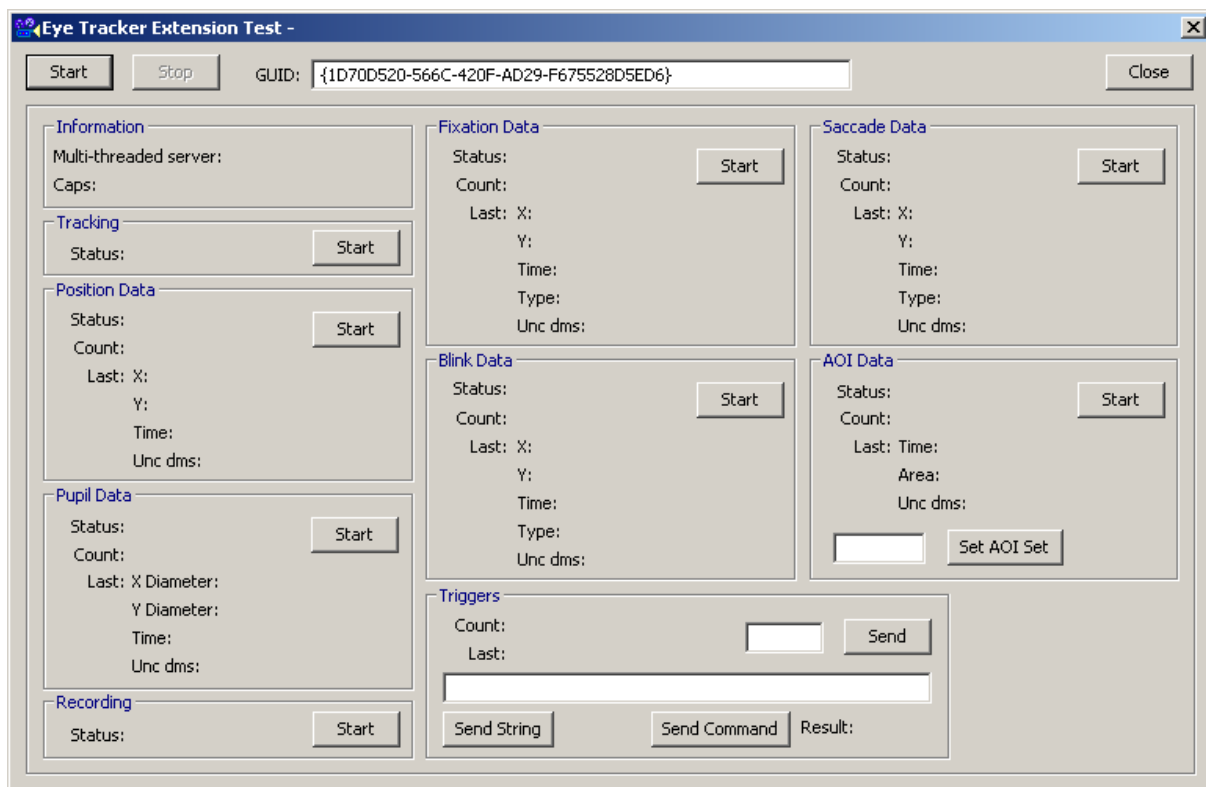 Eye Tracker Extension Test -
Start Stop GUID: {1D70D520-566C-420F-AD29-F675528D5ED6} Close
Information
Multi-threaded server:
Caps:
Tracking
Status: Start
Position Data
Status: Start
Count:
Last: X:
Y:
Time:
Unc dms:
Pupil Data
Status: Start
Count:
Last: X Diameter:
Y Diameter:
Time:
Unc dms:
Recording
Status: Start
Fixation Data
Status: Start
Count:
Last: X:
Y:
Time:
Type:
Unc dms:
Blink Data
Status: Start
Count:
Last: X:
Y:
Time:
Type:
Unc dms:
Saccade Data
Status: Start
Count:
Last: X:
Y:
Time:
Type:
Unc dms:
AOI Data
Status: Start
Count:
Last: Time:
Area:
Unc dms:
Set AOI Set
Triggers
Count: Send
Last:
Send String Send Command Result: